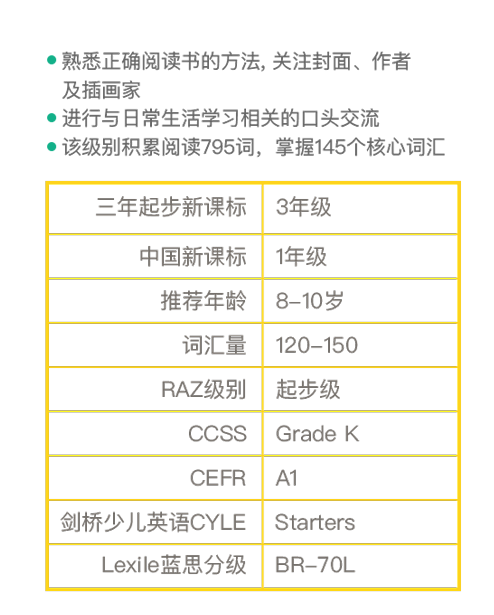 熟悉正确阅读书的方法, 关注封面、作者
及插画家
进行与日常生活学习相关的口头交流
该级别积累阅读795词，掌握145个核心词汇
三年起步新课标 3年级
中国新课标 1年级
推荐年龄 8-10岁
词汇量 120-150
RAZ级别 起步级
CCSS Grade K
CEFR A1
剑桥少儿英语CYLE Starters
Lexile蓝思分级 BR-70L